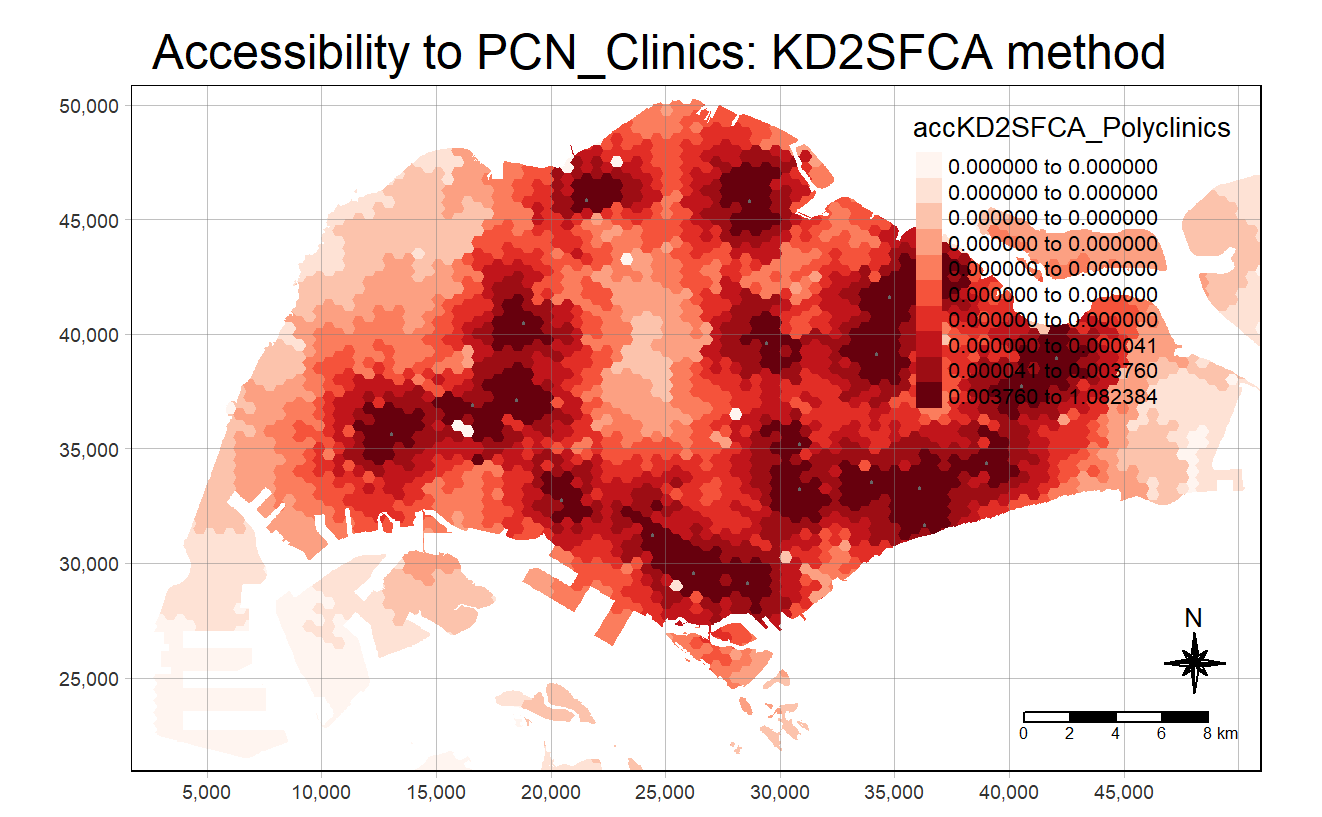 Accessibility to PCN_Clinics: KD2SFCA method
accKD2SFCA_Polyclinics
0.000000 to 0.000000
0.000000 to 0.000000
0.000000 to 0.000000
0.000000 to 0.000000
0.000000 to 0.000000
0.000000 to 0.000000
0.000000 to 0.000000
0.000000 to 0.000041
0.000041 to 0.003760
0.003760 to 1.082384
50,000
45,000
40,000
35,000
30,000
25,000
N
0 2 4 6 8 km
5,000 10,000 15,000 20,000 25,000 30,000 35,000 40,000 45,000